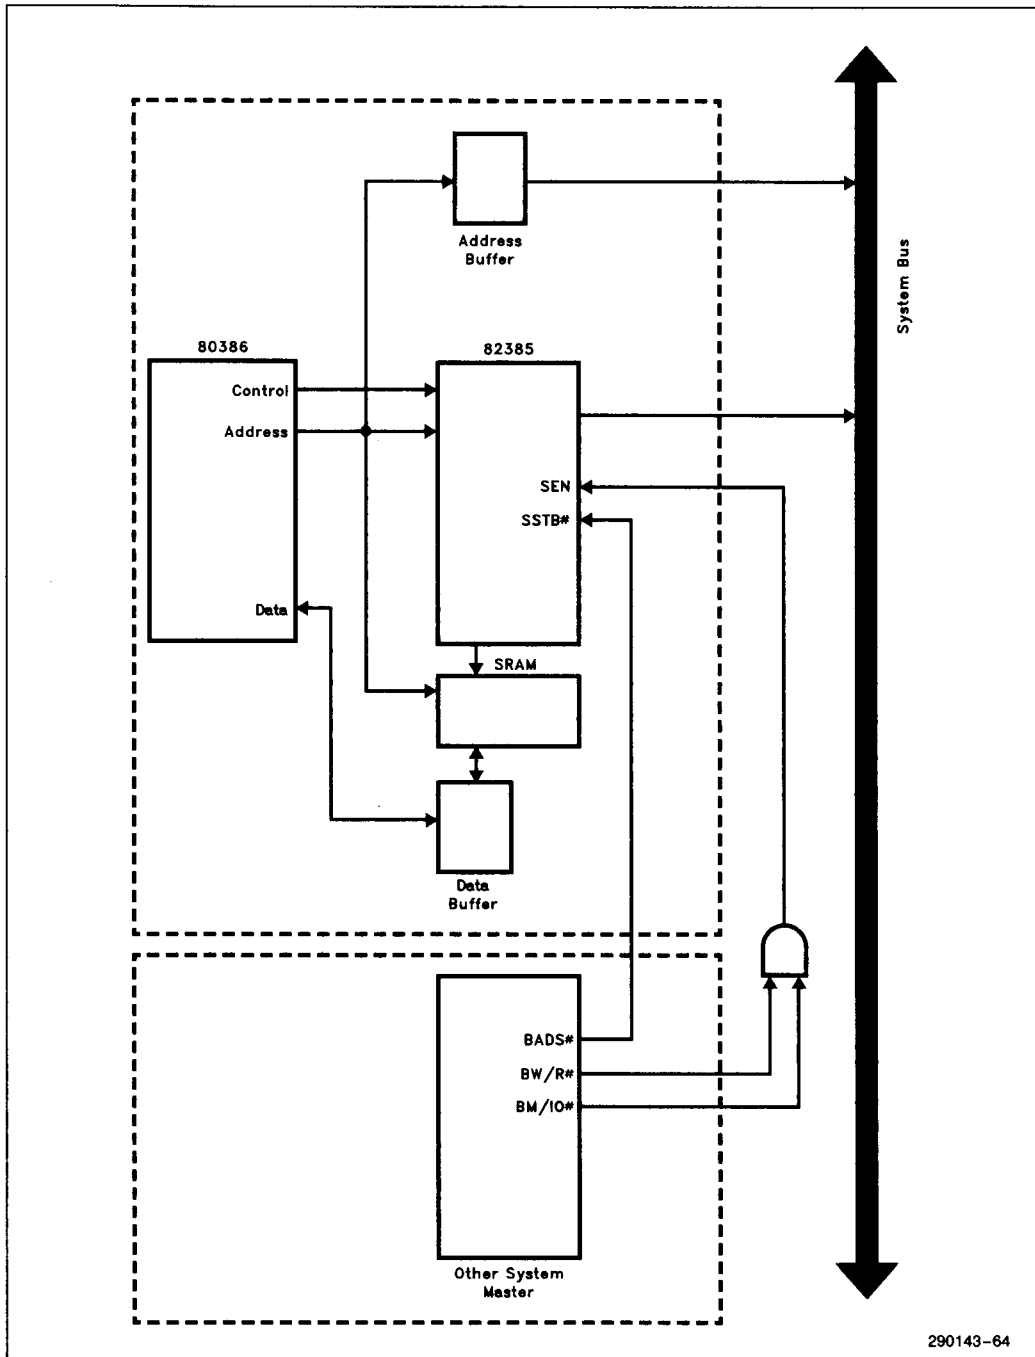 Address
Buffer
System Bus
80386
82385
Control
Address
SEN
SSTB#
Data
SRAM
Data
Buffer
BADS#
BW/R#
BM/IO#
Other System
Master
290143-64